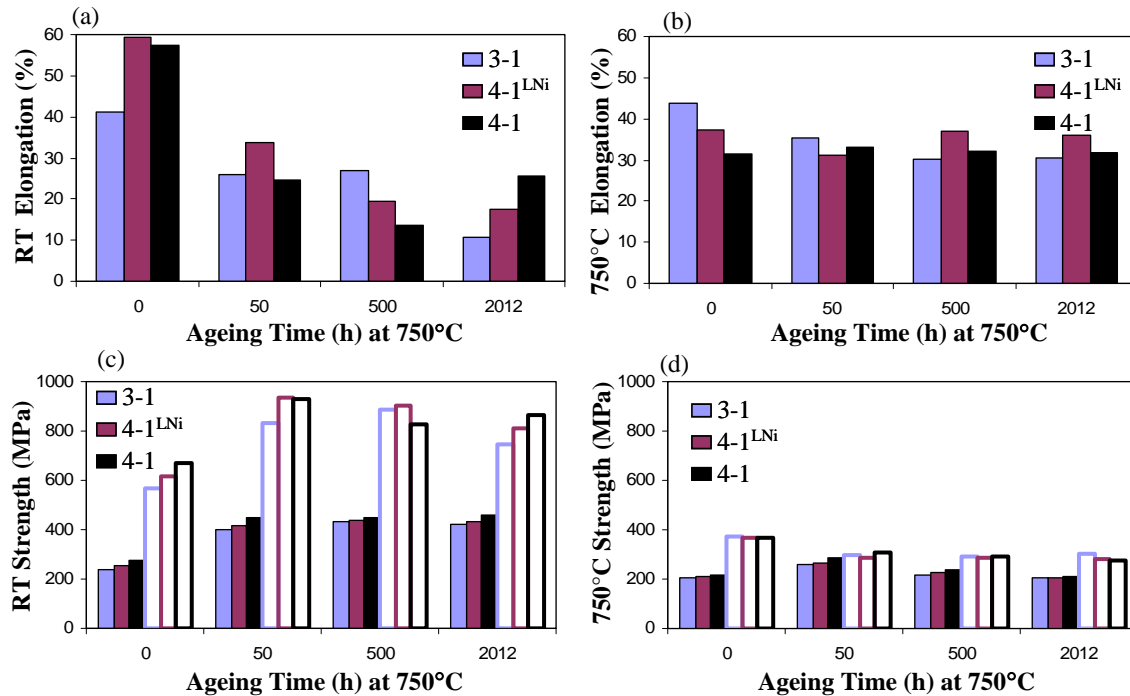 (a)
RT Elongation (%)
60
50
40
30
20
10
0
3-1
4-1LNi
4-1
0 50 500 2012
Ageing Time (h) at 750°C
(b)
750°C Elongation (%)
60
50
40
30
20
10
0
3-1
4-1LNi
4-1
0 50 500 2012
Ageing Time (h) at 750°C
(c)
RT Strength (MPa)
1000
800
600
400
200
0
3-1
4-1LNi
4-1
0 50 500 2012
Ageing Time (h) at 750°C
(d)
750°C Strength (MPa)
1000
800
600
400
200
0
3-1
4-1LNi
4-1
0 50 500 2012
Ageing Time (h) at 750°C